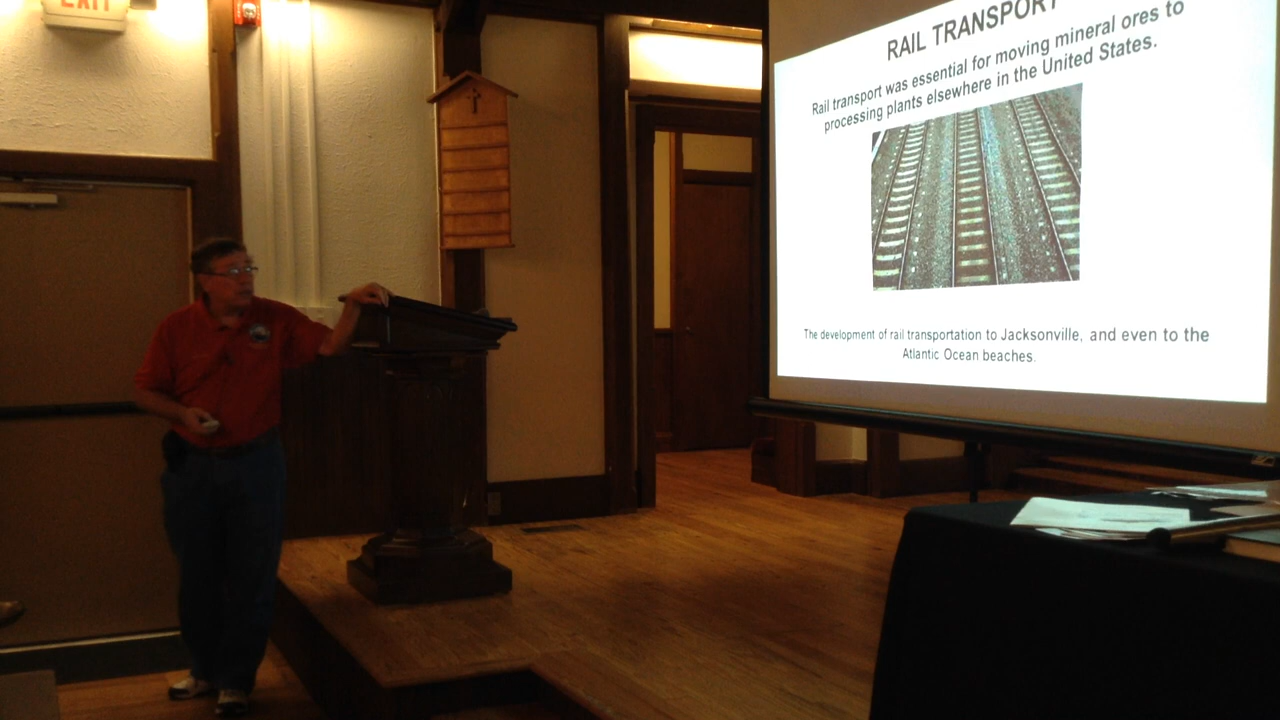 EXIT
RAIL TRANSPORT
Rail transport was essential for moving mineral ores to
processing plants elsewhere in the United States.
The development of rail transportation to Jacksonville, and even to the
Atlantic Ocean beaches.